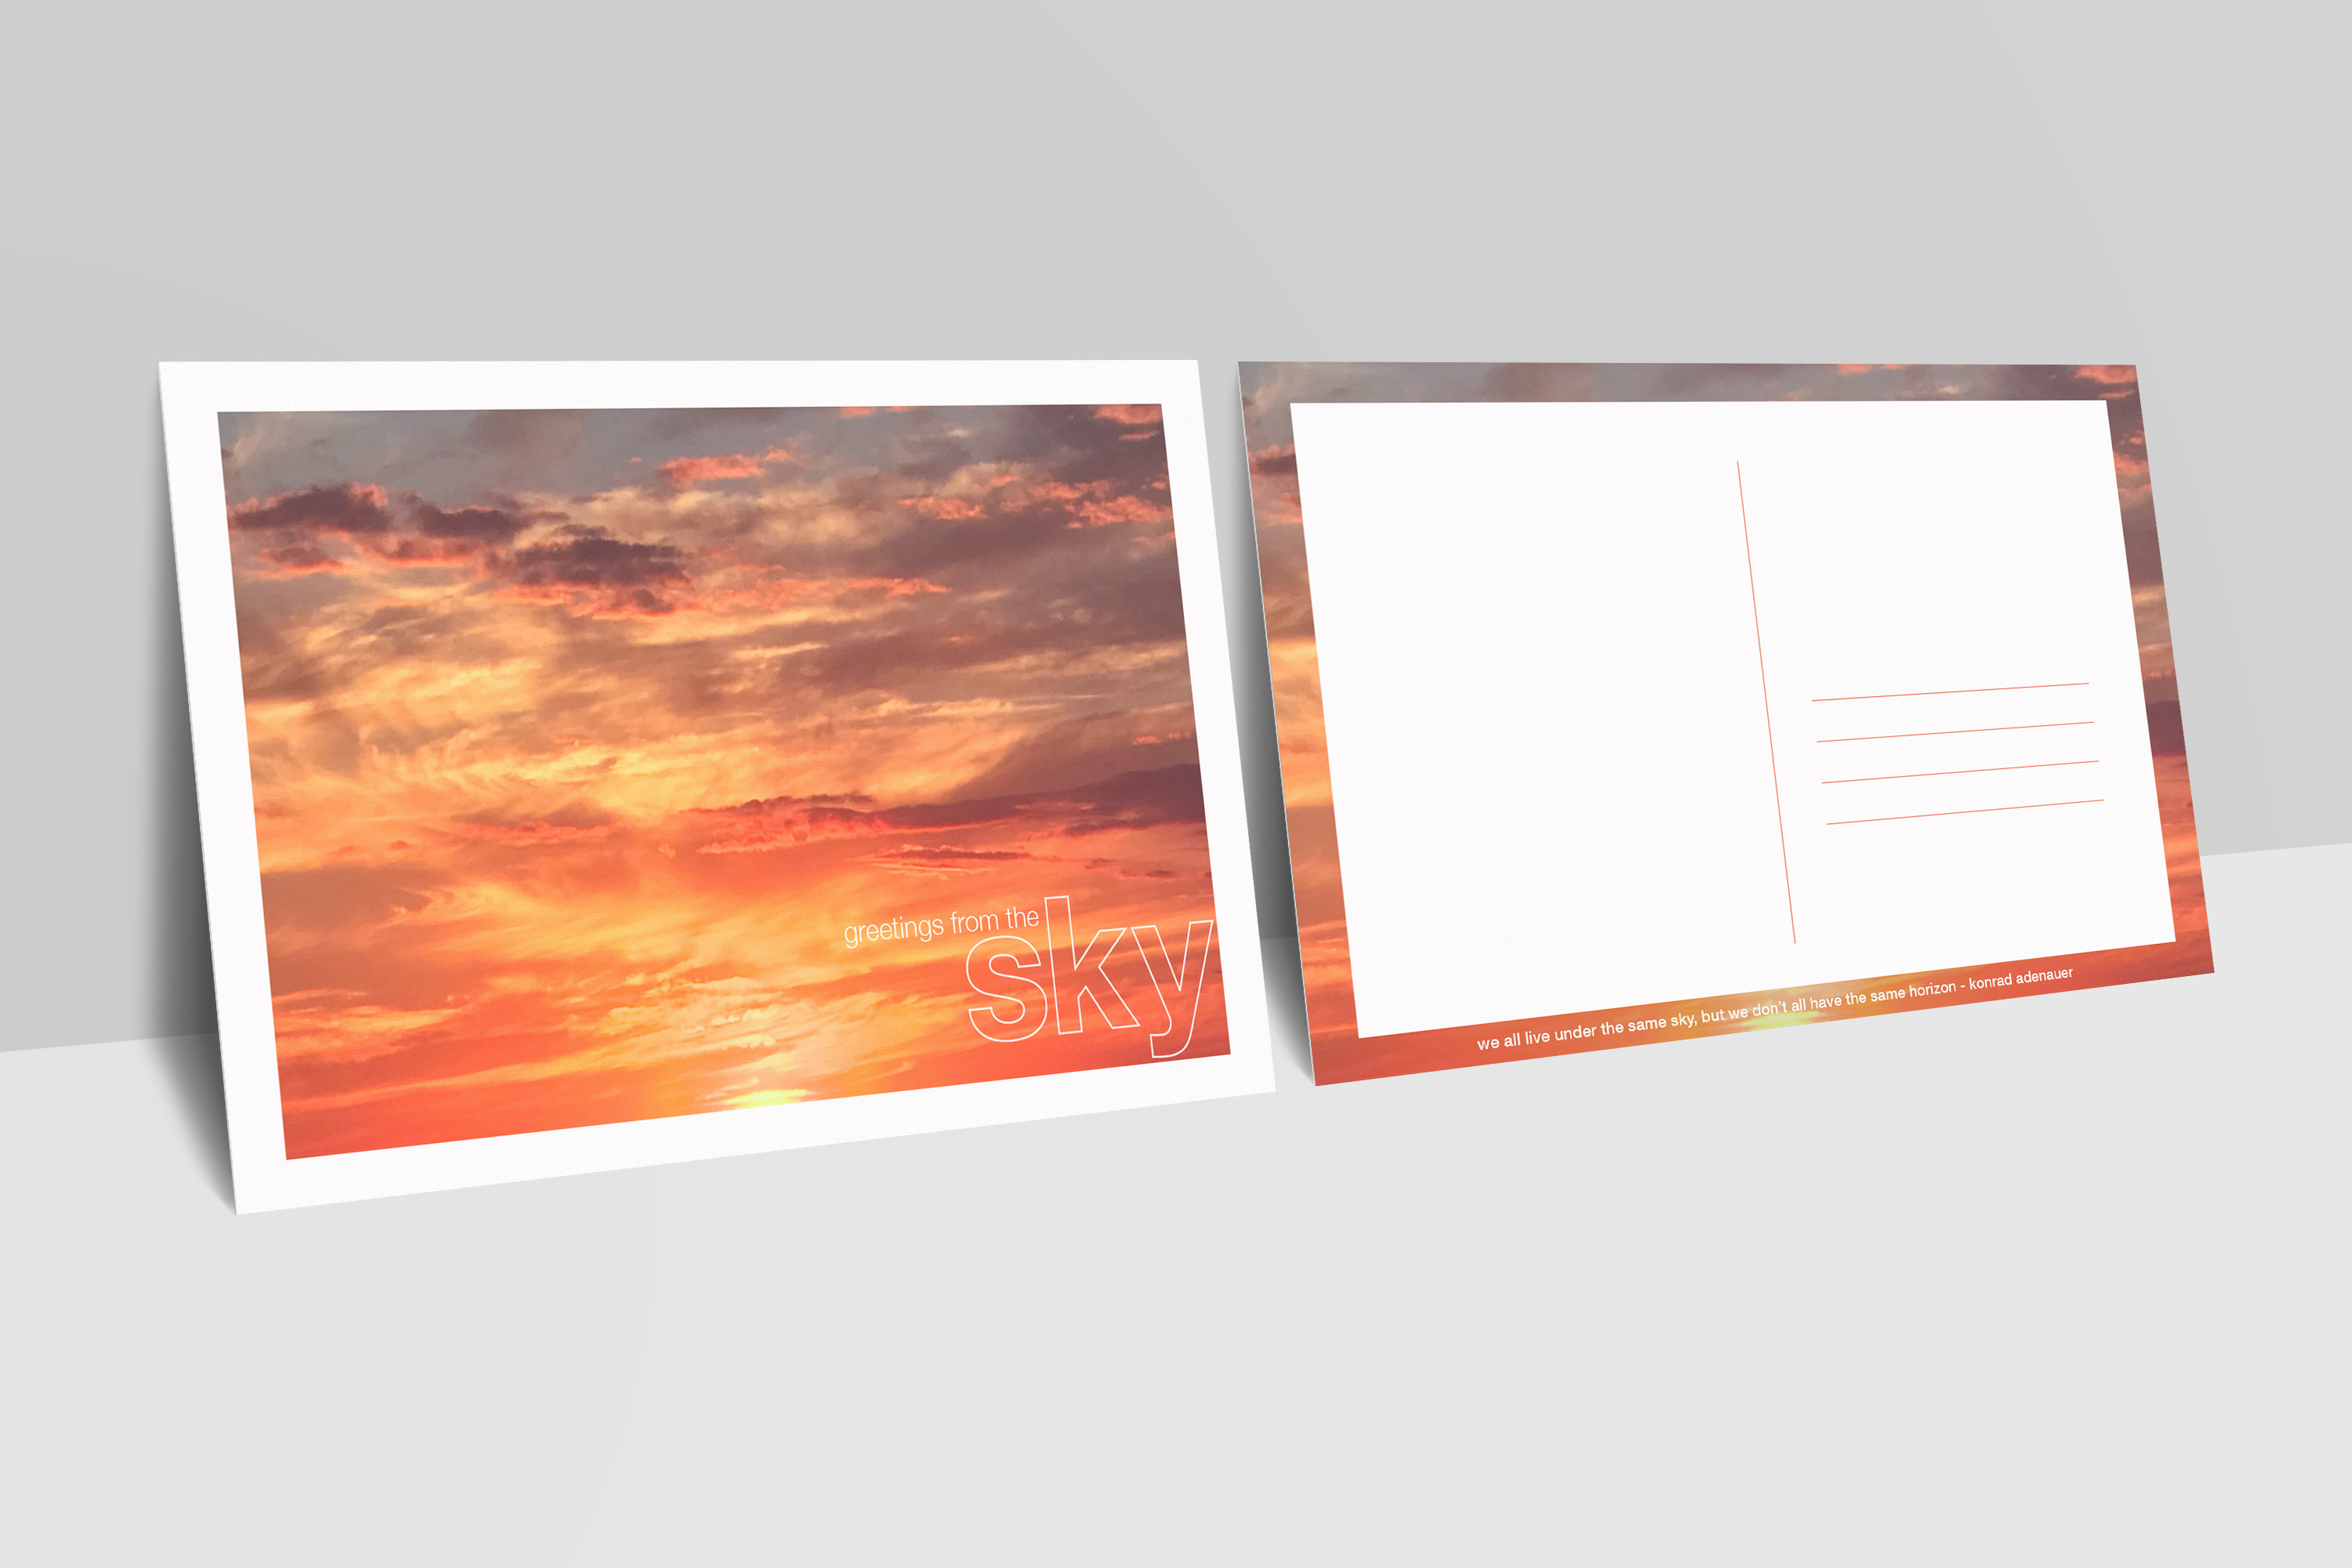 greetings from the
sky
we all live under the same sky, but we don't all have the same horizon - konrad adenauer